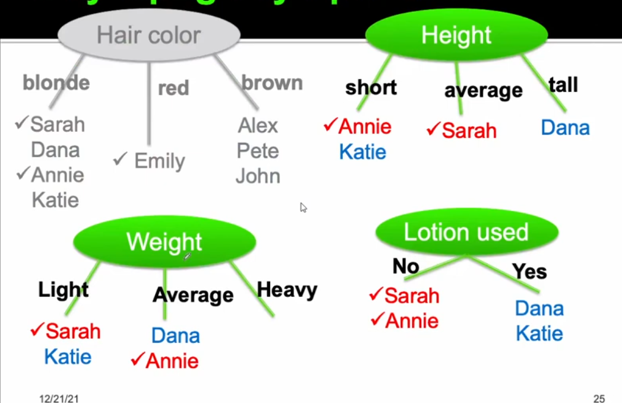 Hair color
blonde red brown
✓Sarah
Dana
✓Annie
Katie
✓ Emily
Alex
Pete
John
Height
short average tall
✓Annie
Katie
✓Sarah
Dana
Weight
Light Average Heavy
✓Sarah
Katie
Dana
✓Annie
Lotion used
No Yes
✓Sarah
✓Annie
Dana
Katie
12/21/21
25